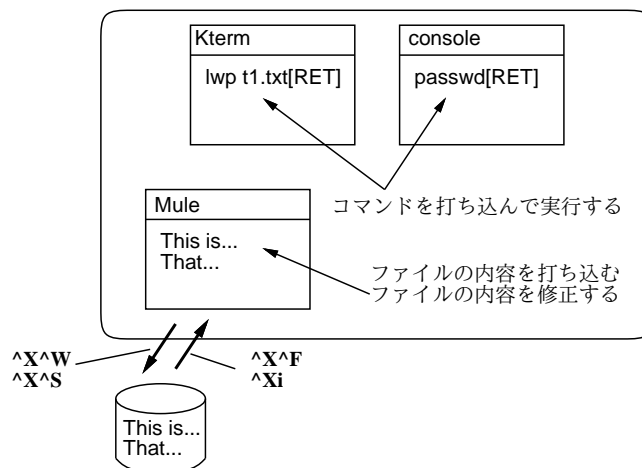 Kterm
lwp t1.txt[RET]
console
passwd[RET]
コマンドを打ち込んで実行する
Mule
This is...
That...
ファイルの内容を打ち込む
ファイルの内容を修正する
^X^W
^X^S
^X^F
^Xi
This is...
That...